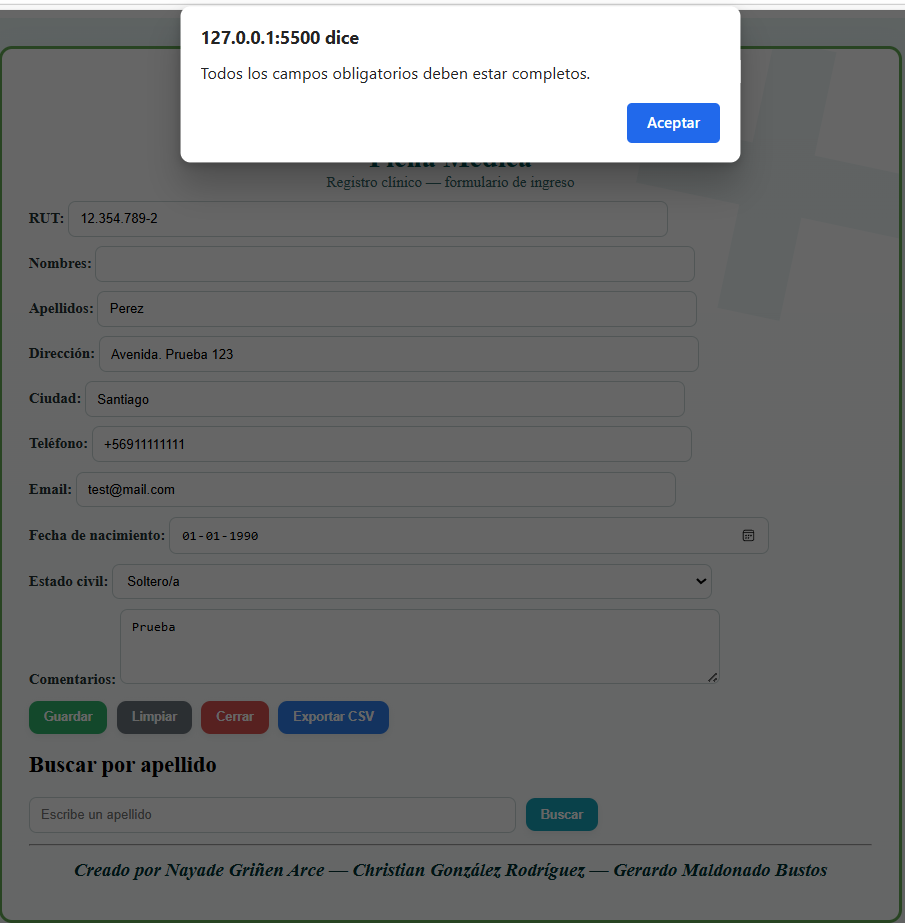 127.0.0.1:5500 dice
Todos los campos obligatorios deben estar completos.
Aceptar
Ficha Médica
Registro clínico — formulario de ingreso
RUT: 12.354.789-2
Nombres:
Apellidos: Perez
Dirección: Avenida. Prueba 123
Ciudad: Santiago
Teléfono: +56911111111
Email: test@mail.com
Fecha de nacimiento: 01-01-1990
Estado civil: Soltero/a
Prueba
Comentarios:
Guardar Limpiar Cerrar Exportar CSV
Buscar por apellido
Escribe un apellido Buscar
Creado por Nayade Griñen Arce — Christian González Rodríguez — Gerardo Maldonado Bustos